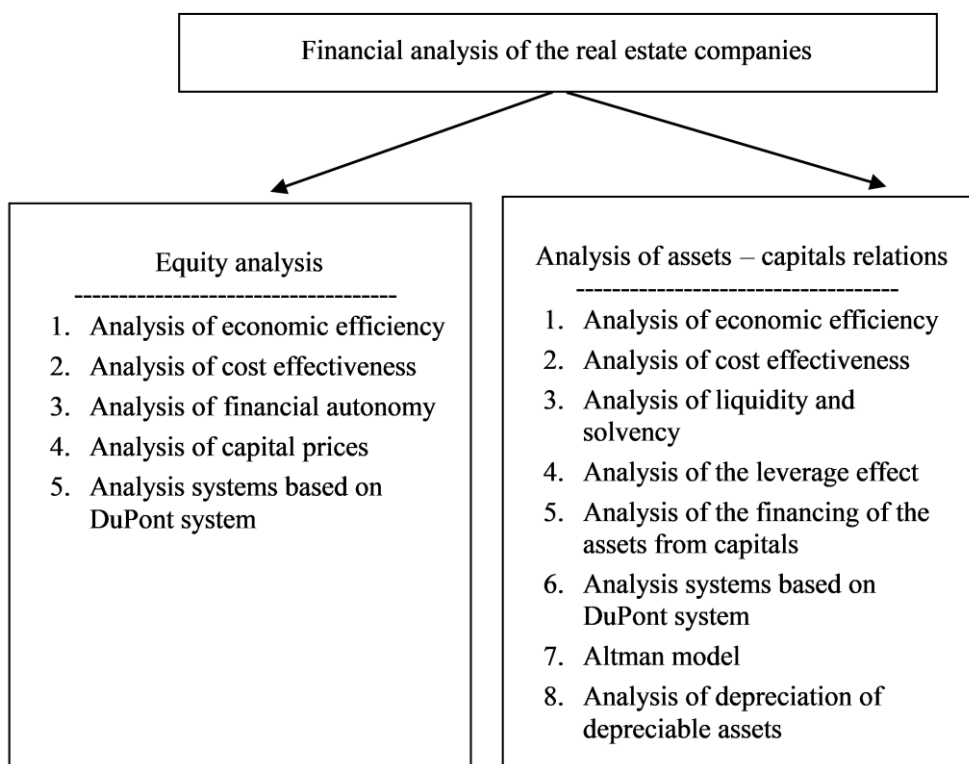 Financial analysis of the real estate companies
Equity analysis
------------------------------------
1. Analysis of economic efficiency
2. Analysis of cost effectiveness
3. Analysis of financial autonomy
4. Analysis of capital prices
5. Analysis systems based on
DuPont system
Analysis of assets – capitals relations
------------------------------------
1. Analysis of economic efficiency
2. Analysis of cost effectiveness
3. Analysis of liquidity and
solvency
4. Analysis of the leverage effect
5. Analysis of the financing of the
assets from capitals
6. Analysis systems based on
DuPont system
7. Altman model
8. Analysis of depreciation of
depreciable assets